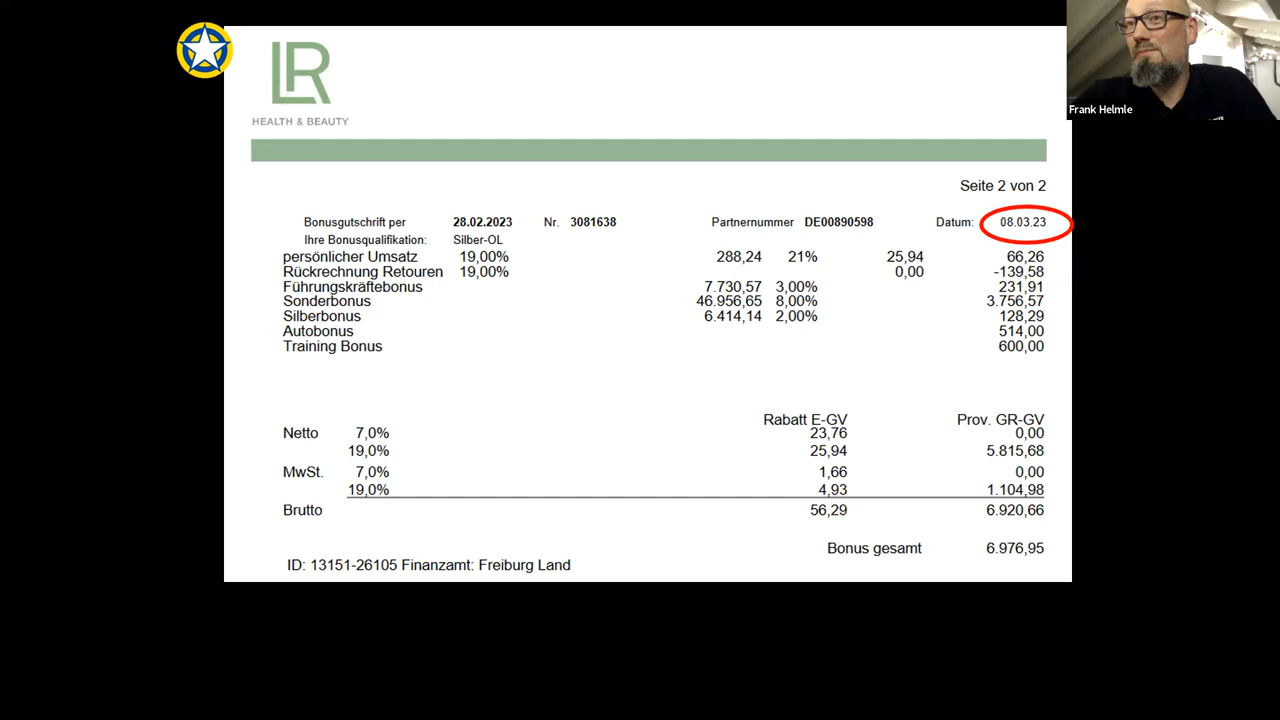 LR
HEALTH & BEAUTY
Frank Helmle
Seite 2 von 2
Bonusgutschrift per 28.02.2023 Nr. 3081638 Partnernummer DE00890598 Datum: 08.03.23
Ihre Bonusqualifikation: Silber-OL
persönlicher Umsatz 19,00% 288,24 21% 25,94 66,26
Rückrechnung Retouren 19,00% 0,00 -139,58
Führungskräftebonus 7.730,57 3,00% 231,91
Sonderbonus 46.956,65 8,00% 3.756,57
Silberbonus 6.414,14 2,00% 128,29
Autobonus 514,00
Training Bonus 600,00
Rabatt E-GV Prov. GR-GV
Netto 7,0% 23,76 0,00
19,0% 25,94 5.815,68
MwSt. 7,0% 1,66 0,00
19,0% 4,93 1.104,98
Brutto 56,29 6.920,66
Bonus gesamt 6.976,95
ID: 13151-26105 Finanzamt: Freiburg Land